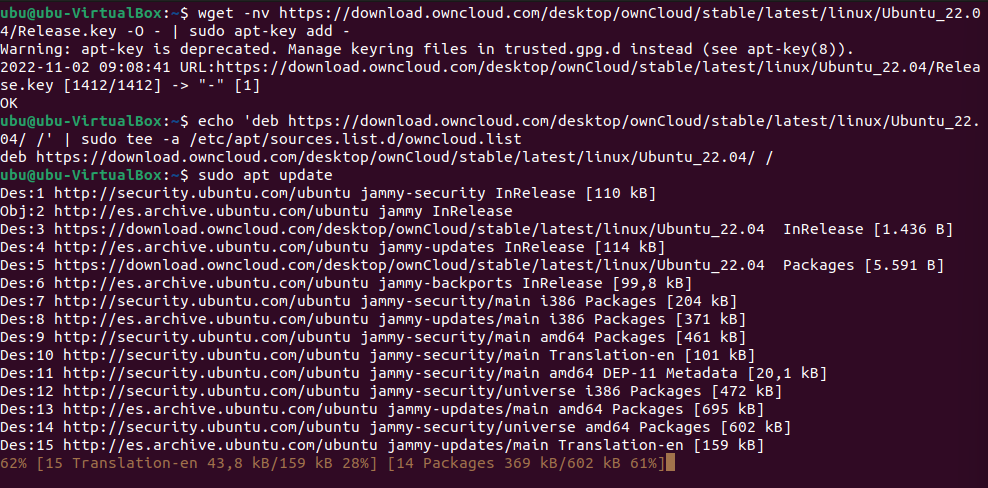 ubu@ubu-VirtualBox:~$ wget -nv https://download.owncloud.com/desktop/ownCloud/stable/latest/linux/Ubuntu_22.0
4/Release.key -O - | sudo apt-key add -
Warning: apt-key is deprecated. Manage keyring files in trusted.gpg.d instead (see apt-key(8)).
2022-11-02 09:08:41 URL:https://download.owncloud.com/desktop/ownCloud/stable/latest/linux/Ubuntu_22.04/Relea
se.key [1412/1412] -> "-" [1]
OK
ubu@ubu-VirtualBox:~$ echo 'deb https://download.owncloud.com/desktop/ownCloud/stable/latest/linux/Ubuntu_22.
04/ /' | sudo tee -a /etc/apt/sources.list.d/owncloud.list
deb https://download.owncloud.com/desktop/ownCloud/stable/latest/linux/Ubuntu_22.04/ /
ubu@ubu-VirtualBox:~$ sudo apt update
Des:1 http://security.ubuntu.com/ubuntu jammy-security InRelease [110 kB]
Obj:2 http://es.archive.ubuntu.com/ubuntu jammy InRelease
Des:3 https://download.owncloud.com/desktop/ownCloud/stable/latest/linux/Ubuntu_22.04  InRelease [1.436 B]
Des:4 http://es.archive.ubuntu.com/ubuntu jammy-updates InRelease [114 kB]
Des:5 https://download.owncloud.com/desktop/ownCloud/stable/latest/linux/Ubuntu_22.04  Packages [5.591 B]
Des:6 http://es.archive.ubuntu.com/ubuntu jammy-backports InRelease [99,8 kB]
Des:7 http://security.ubuntu.com/ubuntu jammy-security/main i386 Packages [204 kB]
Des:8 http://es.archive.ubuntu.com/ubuntu jammy-updates/main i386 Packages [371 kB]
Des:9 http://security.ubuntu.com/ubuntu jammy-security/main amd64 Packages [461 kB]
Des:10 http://security.ubuntu.com/ubuntu jammy-security/main Translation-en [101 kB]
Des:11 http://security.ubuntu.com/ubuntu jammy-security/main amd64 DEP-11 Metadata [20,1 kB]
Des:12 http://security.ubuntu.com/ubuntu jammy-security/universe i386 Packages [472 kB]
Des:13 http://es.archive.ubuntu.com/ubuntu jammy-updates/main amd64 Packages [695 kB]
Des:14 http://security.ubuntu.com/ubuntu jammy-security/universe amd64 Packages [602 kB]
Des:15 http://es.archive.ubuntu.com/ubuntu jammy-updates/main Translation-en [159 kB]
62% [15 Translation-en 43,8 kB/159 kB 28%] [14 Packages 369 kB/602 kB 61%]